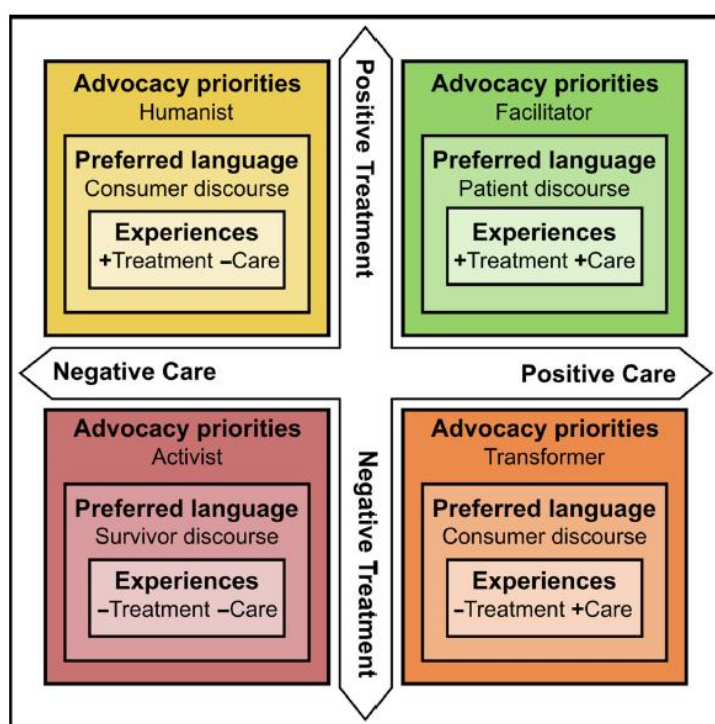 Advocacy priorities
Humanist
Preferred language
Consumer discourse
Experiences
+Treatment –Care
Positive Treatment
Advocacy priorities
Facilitator
Preferred language
Patient discourse
Experiences
+Treatment +Care
Negative Care
Positive Care
Advocacy priorities
Activist
Preferred language
Survivor discourse
Experiences
–Treatment –Care
Negative Treatment
Advocacy priorities
Transformer
Preferred language
Consumer discourse
Experiences
–Treatment +Care